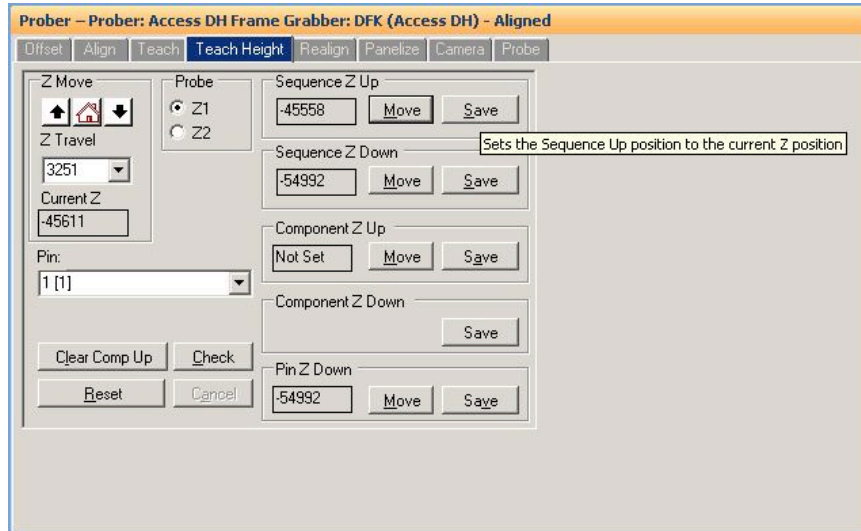 Prober – Prober: Access DH Frame Grabber: DFK (Access DH) - Aligned
Offset Align Teach Teach Height Realign Panelize Camera Probe
Z Move
Z Travel
3251
Current Z
-45611
Probe
Z1
Z2
Pin:
1 [1]
Clear Comp Up Check
Reset Cancel
Sequence Z Up
-45558 Move Save
Sets the Sequence Up position to the current Z position
Sequence Z Down
-54992 Move Save
Component Z Up
Not Set Move Save
Component Z Down
Save
Pin Z Down
-54992 Move Save